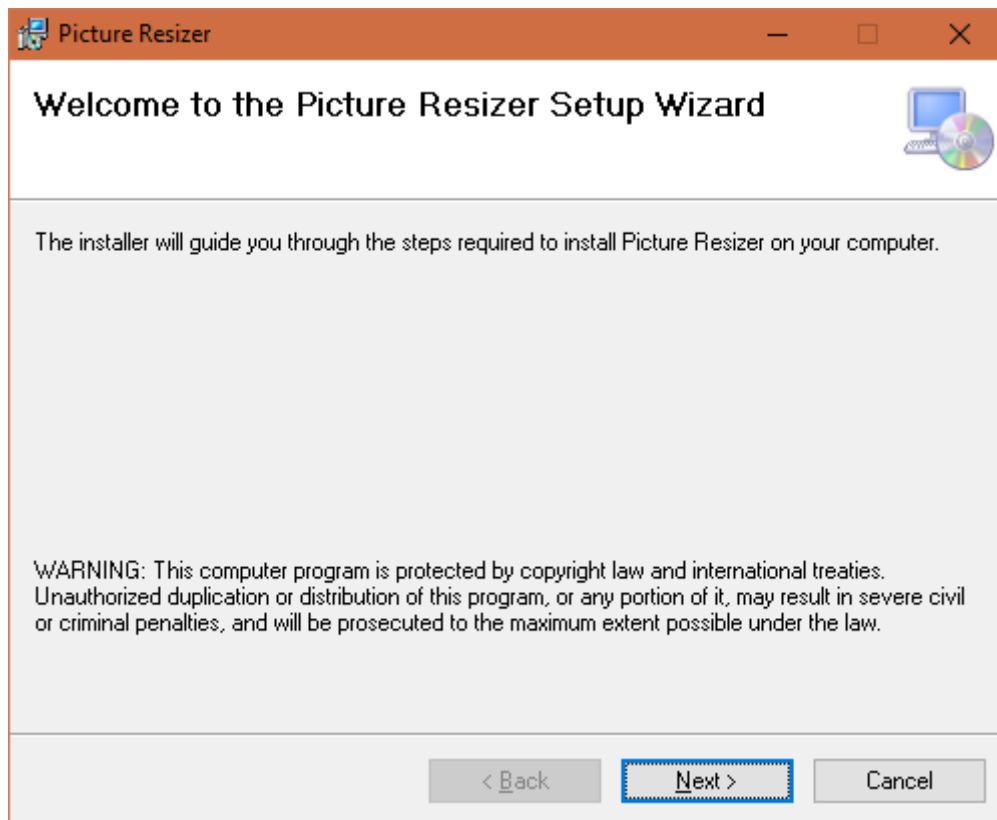 Picture Resizer
Welcome to the Picture Resizer Setup Wizard
The installer will guide you through the steps required to install Picture Resizer on your computer.
WARNING: This computer program is protected by copyright law and international treaties.
Unauthorized duplication or distribution of this program, or any portion of it, may result in severe civil
or criminal penalties, and will be prosecuted to the maximum extent possible under the law.
< Back Next > Cancel